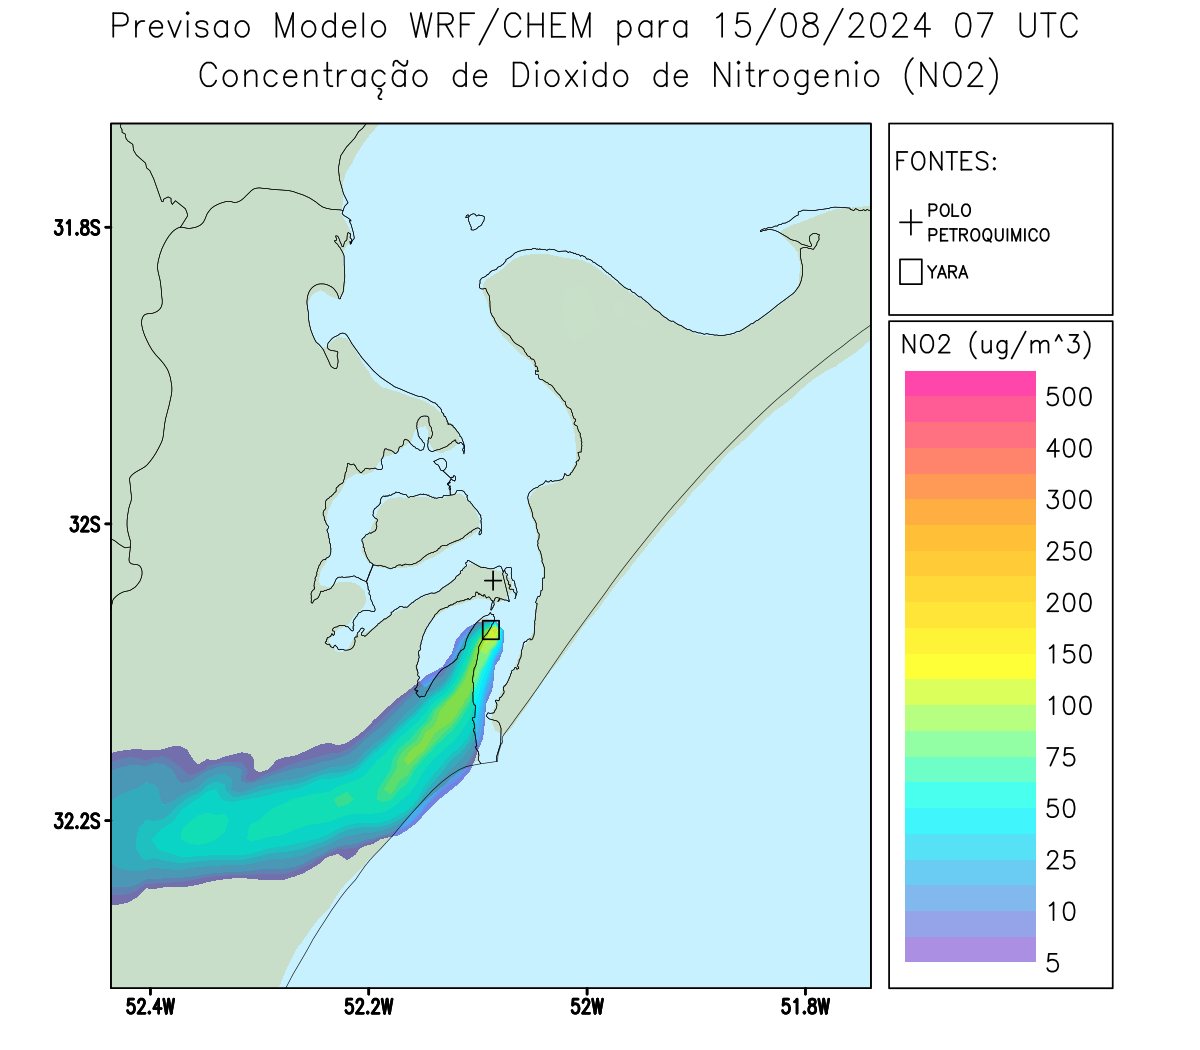 Previsao Modelo WRF/CHEM para 15/08/2024 07 UTC
Concentração de Dioxido de Nitrogenio (NO2)
FONTES:
POLO
PETROQUIMICO
YARA
NO2 (ug/m^3)
500
400
300
250
200
150
100
75
50
25
10
5
31.8S
32S
32.2S
52.4W
52.2W
52W
51.8W